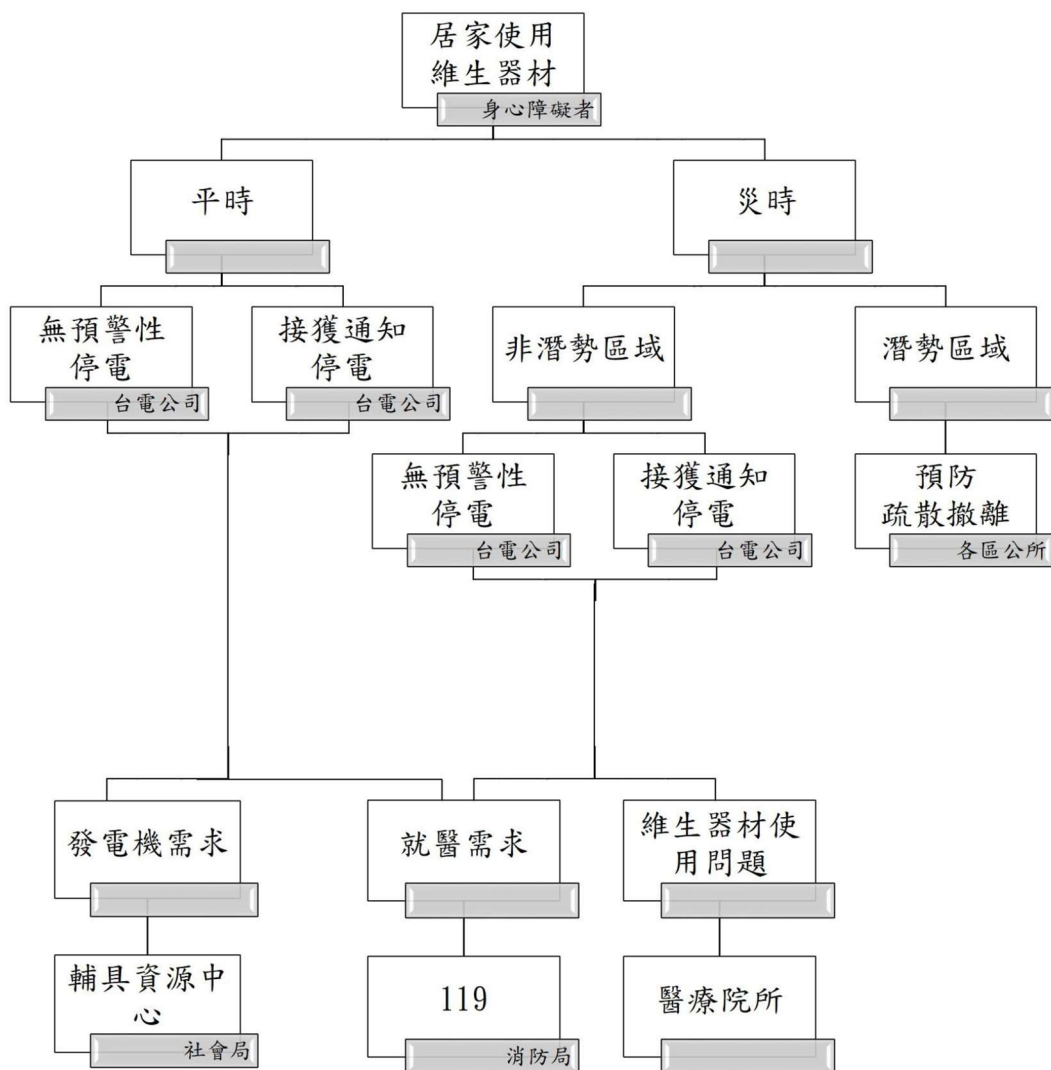 居家使用
維生器材
身心障礙者
平時
災時
無預警性
停電
台電公司
接獲通知
停電
台電公司
非潛勢區域
潛勢區域
無預警性
停電
台電公司
接獲通知
停電
台電公司
預防
疏散撤離
各區公所
發電機需求
就醫需求
維生器材使
用問題
輔具資源中
心
社會局
119
消防局
醫療院所